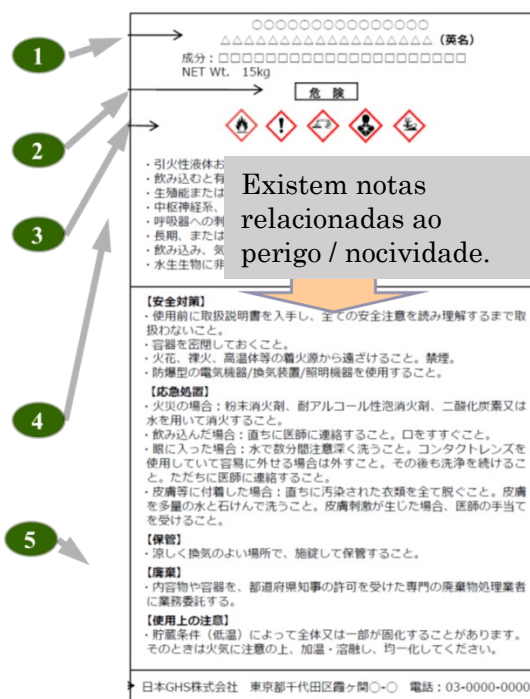 ○○○○○○○○○○○○○○○
△△△△△△△△△△△△△△△△△△ (英名)
成分：□□□□□□□□□□□□□□□□□□□□□
NET Wt. 15kg
1
危 険
2
3
・引火性液体お
・飲み込むと有
・生殖能または
・中枢神経系、
・呼吸器への刺
・長期、または
・飲み込み、気
・水生生物に非
Existem notas
relacionadas ao
perigo / nocividade.
【安全対策】
・使用前に取扱説明書を入手し、全ての安全注意を読み理解するまで取
扱わないこと。
・容器を密閉しておくこと。
・火花、裸火、高温体等の着火源から遠ざけること。禁煙。
・防爆型の電気機器/換気装置/照明機器を使用すること。
【応急処置】
4
・火災の場合：粉末消火剤、耐アルコール性泡消火剤、二酸化炭素又は
水を用いて消火すること。
・飲み込んだ場合：直ちに医師に連絡すること。口をすすぐこと。
・眼に入った場合：水で数分間注意深く洗うこと。コンタクトレンズを
使用していて容易に外せる場合は外すこと。その後も洗浄を続けるこ
と。ただちに医師に連絡すること。
・皮膚等に付着した場合：直ちに汚染された衣類を全て脱ぐこと。皮膚
を多量の水と石けんで洗うこと。皮膚刺激が生じた場合、医師の手当て
を受けること。
5
【保管】
・涼しく換気のよい場所で、施錠して保管すること。
【廃棄】
・内容物や容器を、都道府県知事の許可を受けた専門の廃棄物処理業者
に業務委託する。
【使用上の注意】
・貯蔵条件（低温）によって全体又は一部が固化することがあります。
そのときは火気に注意の上、加温・溶融し、均一化してください。
日本GHS株式会社 東京都千代田区霞ヶ関○-○ 電話：03-0000-0000